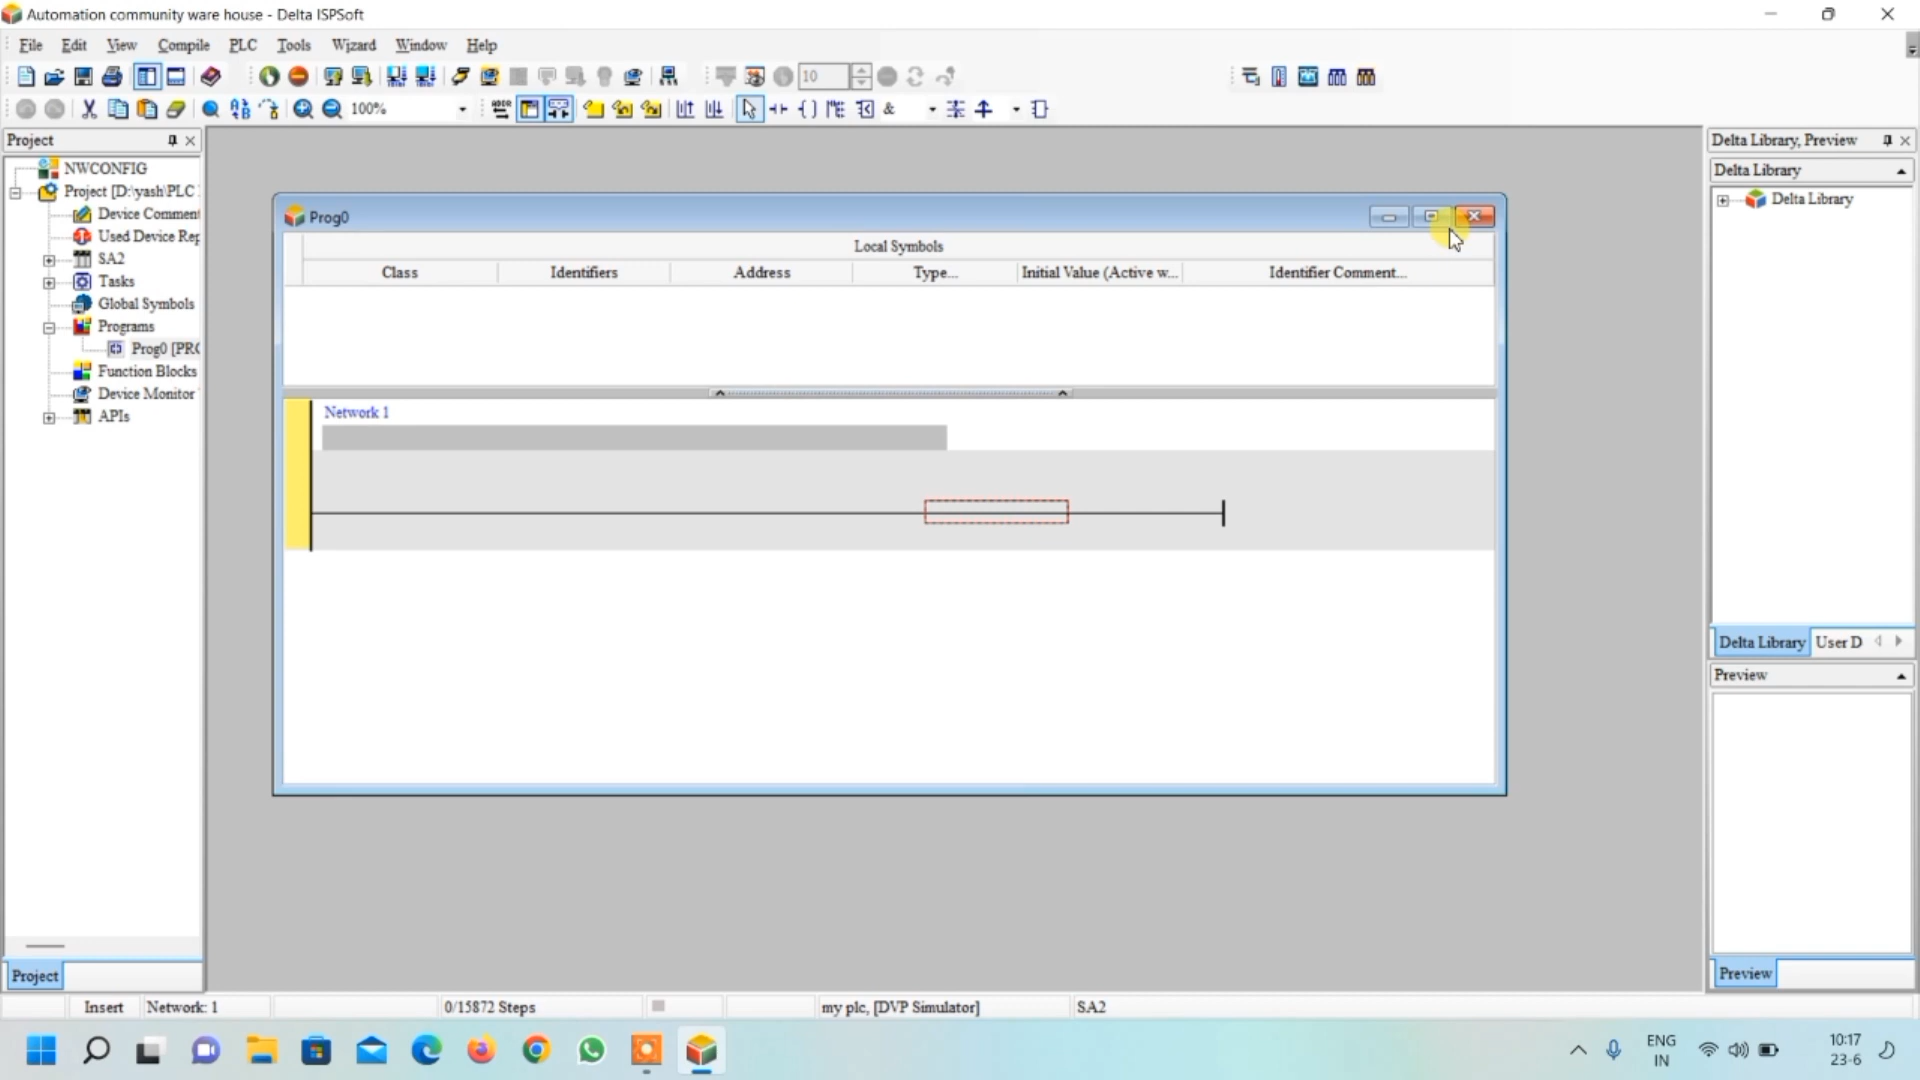 Automation community ware house - Delta ISPSoft
File Edit View Compile PLC Tools Wizard Window Help
10
100%
&
Project
NWCONFIG
Project [D:\yash\PLC
Device Commen
Used Device Rep
SA2
Tasks
Global Symbols
Programs
Prog0 [PRO
Function Blocks
Device Monitor
APIs
Project
Prog0
Local Symbols
Class Identifiers Address Type... Initial Value (Active w... Identifier Comment...
Network 1
Delta Library, Preview
Delta Library
Delta Library
Delta Library User D
Preview
Preview
Insert Network: 1 0/15872 Steps my plc, [DVP Simulator] SA2
ENG
IN
10:17
23-6